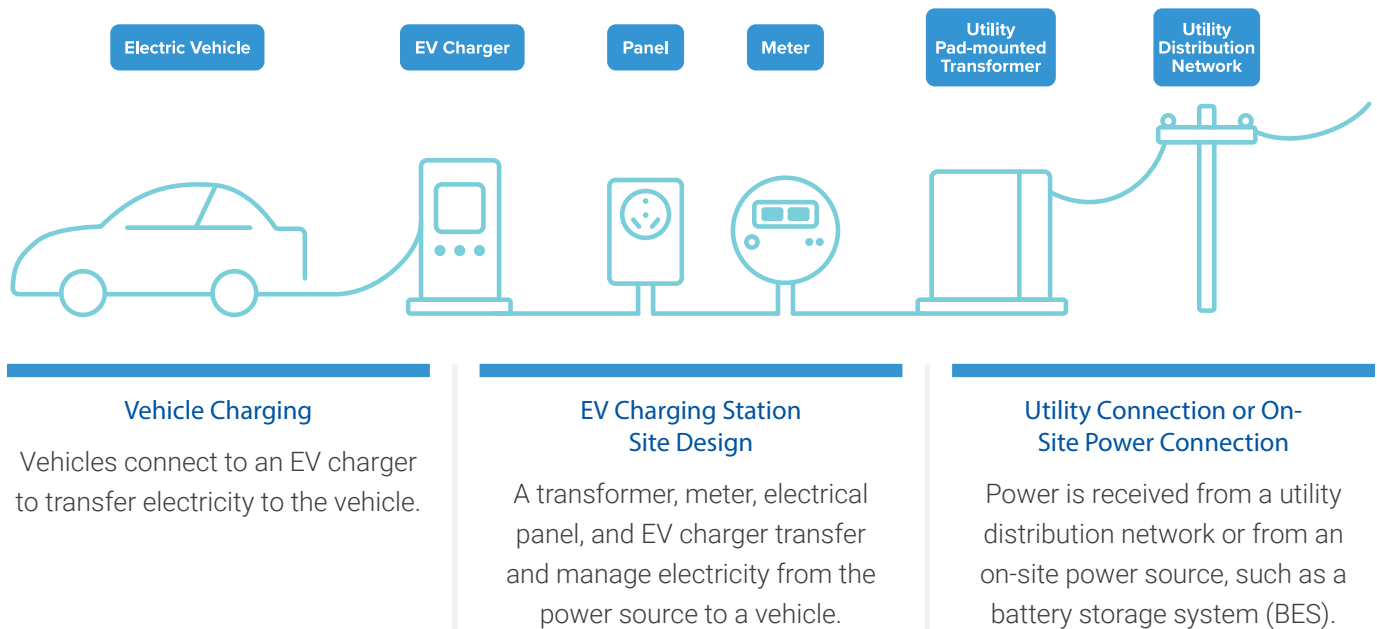 Electric Vehicle
EV Charger
Panel
Meter
Utility
Pad-mounted
Transformer
Utility
Distribution
Network
Vehicle Charging
Vehicles connect to an EV charger
to transfer electricity to the vehicle.
EV Charging Station
Site Design
A transformer, meter, electrical
panel, and EV charger transfer
and manage electricity from the
power source to a vehicle.
Utility Connection or On-
Site Power Connection
Power is received from a utility
distribution network or from an
on-site power source, such as a
battery storage system (BES).